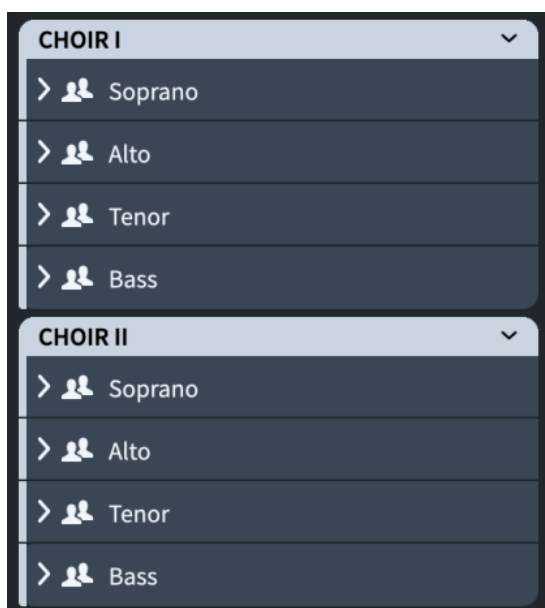 CHOIR I
Soprano
Alto
Tenor
Bass
CHOIR II
Soprano
Alto
Tenor
Bass